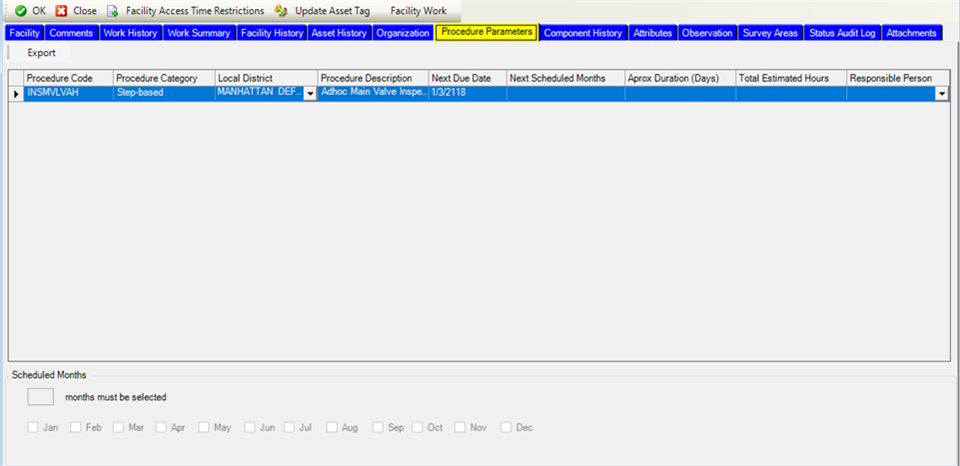 OK Close Facility Access Time Restrictions Update Asset Tag Facility Work
Facility Comments Work History Work Summary Facility History Asset History Organization Procedure Parameters Component History Attributes Observation Survey Areas Status Audit Log Attachments
Export
Procedure Code Procedure Category Local District Procedure Description Next Due Date Next Scheduled Months Aprox Duration (Days) Total Estimated Hours Responsible Person
INSMVLVAH Step-based MANHATTAN DEF... Adhoc Main Valve Inspe... 1/3/2118
Scheduled Months
months must be selected
Jan Feb Mar Apr May Jun Jul Aug Sep Oct Nov Dec